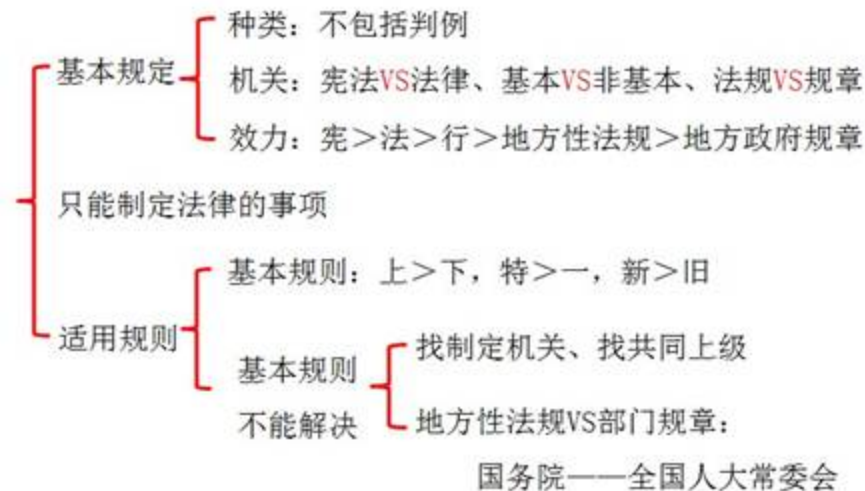 种类：不包括判例
基本规定
机关：宪法VS法律、基本VS非基本、法规VS规章
效力：宪＞法＞行＞地方性法规＞地方政府规章
只能制定法律的事项
基本规则：上＞下，特＞一，新＞旧
适用规则
找制定机关、找共同上级
基本规则
不能解决
地方性法规VS部门规章：
国务院——全国人大常委会